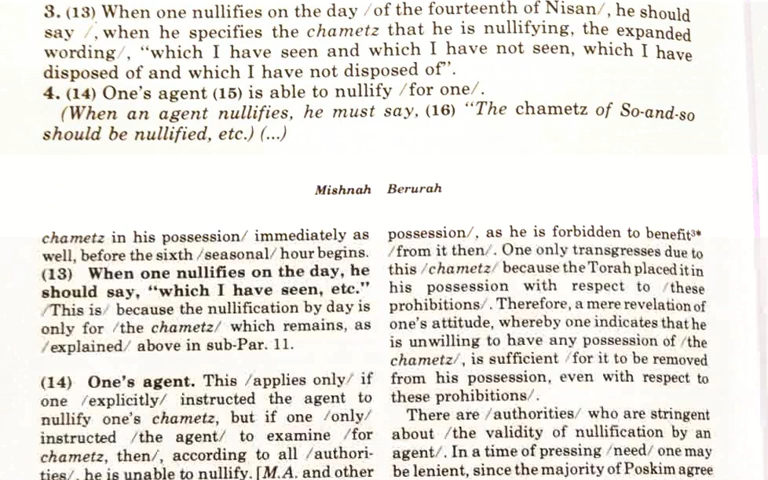 3. (13) When one nullifies on the day /of the fourteenth of Nisan/, he should
say /, when he specifies the chametz that he is nullifying, the expanded
wording/, “which I have seen and which I have not seen, which I have
disposed of and which I have not disposed of”.
4. (14) One's agent (15) is able to nullify /for one/.
(When an agent nullifies, he must say, (16) “The chametz of So-and-so
should be nullified, etc.) (...)
Mishnah Berurah
chametz in his possession/ immediately as
well, before the sixth /seasonal/ hour begins.
(13) When one nullifies on the day, he
should say, “which I have seen, etc.”
/This is/ because the nullification by day is
only for /the chametz/ which remains, as
/explained/ above in sub-Par. 11.
(14) One's agent. This /applies only/ if
one /explicitly/ instructed the agent to
nullify one's chametz, but if one /only/
instructed /the agent/ to examine /for
chametz, then/, according to all /authori-
ties/, he is unable to nullify. [M.A. and other
possession/, as he is forbidden to benefit³*
/from it then/. One only transgresses due to
this /chametz/ because the Torah placed it in
his possession with respect to /these
prohibitions/. Therefore, a mere revelation of
one's attitude, whereby one indicates that he
is unwilling to have any possession of /the
chametz/, is sufficient /for it to be removed
from his possession, even with respect to
these prohibitions/.
There are /authorities/ who are stringent
about /the validity of nullification by an
agent/. In a time of pressing /need/ one may
be lenient, since the majority of Poskim agree